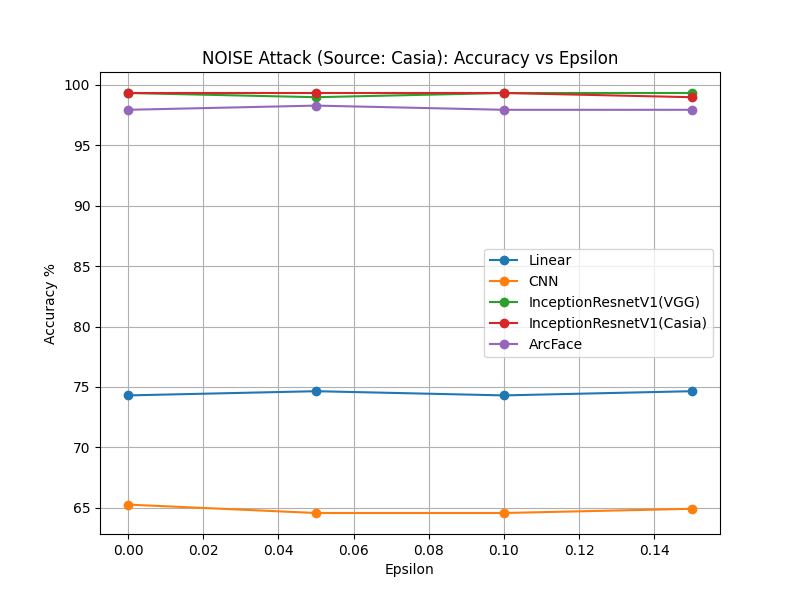 NOISE Attack (Source: Casia): Accuracy vs Epsilon
Accuracy %
100
95
90
85
80
75
70
65
Linear
CNN
InceptionResnetV1(VGG)
InceptionResnetV1(Casia)
ArcFace
0.00 0.02 0.04 0.06 0.08 0.10 0.12 0.14
Epsilon